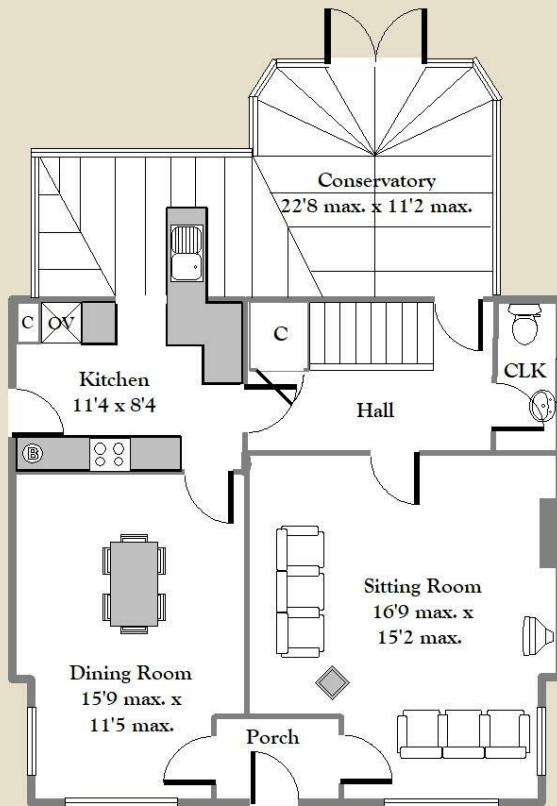 Conservatory
22'8 max. x 11'2 max.
C
OV
C
CLK
Kitchen
11'4 x 8'4
Hall
B
Sitting Room
16'9 max. x
15'2 max.
Dining Room
15'9 max. x
11'5 max.
Porch